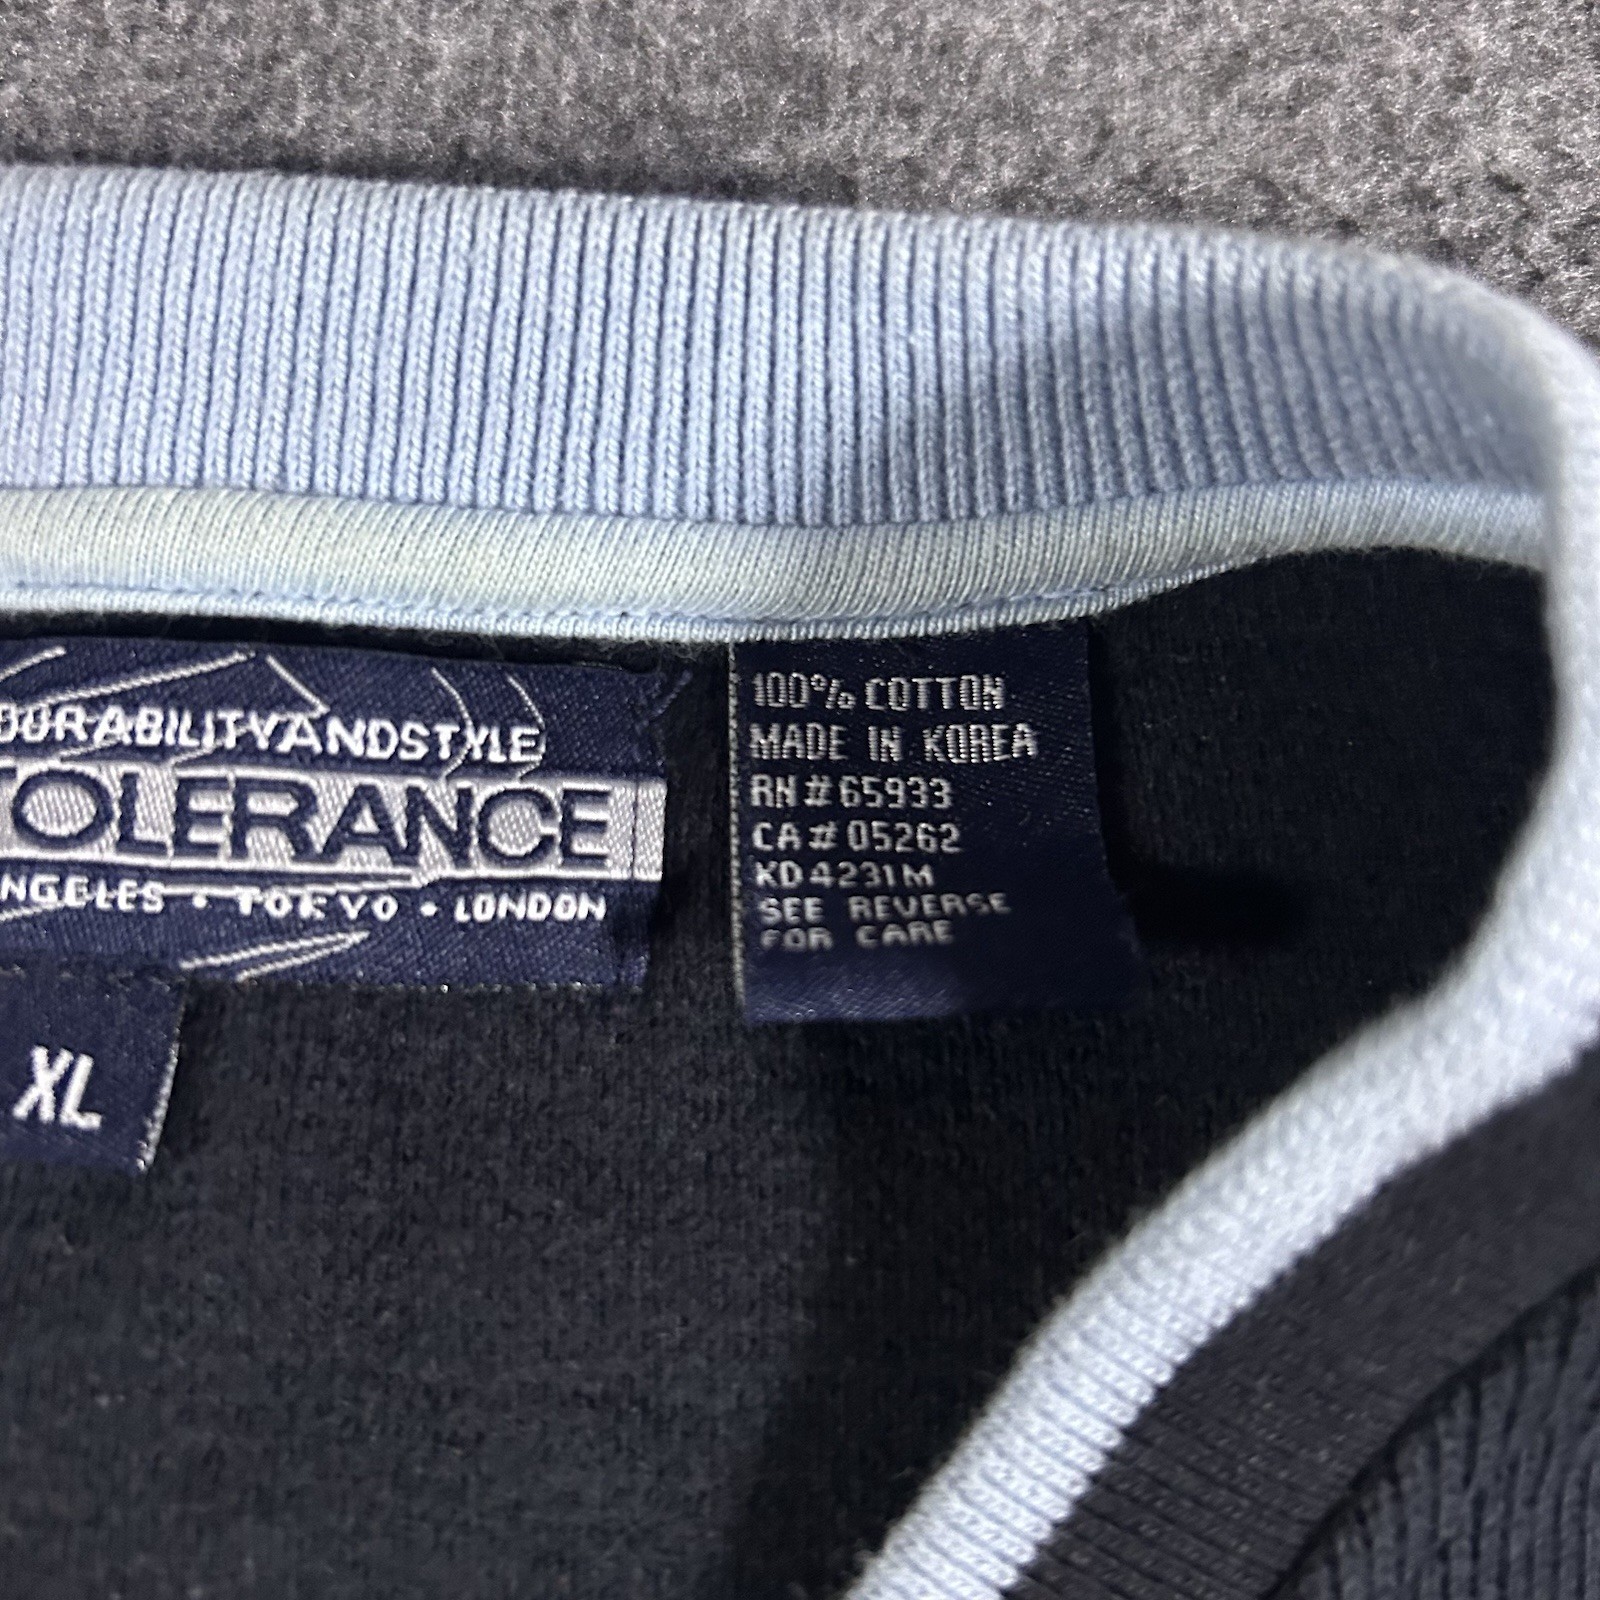 DURABILITYANDSTYLE
TOLERANCE
NGELES • TOKYO • LONDON
XL
100% COTTON
MADE IN KOREA
RN#65933
CA#05262
KD4231M
SEE REVERSE
FOR CARE